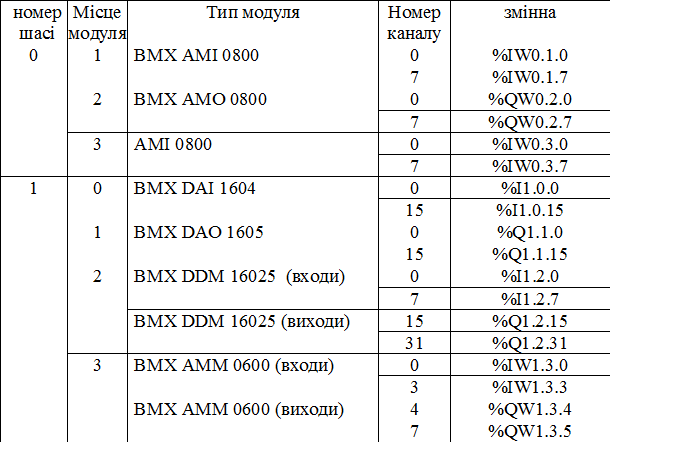 номер Місце Тип модуля Номер змінна
шасі модуля каналу
0 1 BMX AMI 0800 0 %IW0.1.0
7 %IW0.1.7
2 BMX AMO 0800 0 %QW0.2.0
7 %QW0.2.7
3 AMI 0800 0 %IW0.3.0
7 %IW0.3.7
1 0 BMX DAI 1604 0 %I1.0.0
15 %I1.0.15
1 BMX DAO 1605 0 %Q1.1.0
15 %Q1.1.15
2 BMX DDM 16025 (входи) 0 %I1.2.0
7 %I1.2.7
BMX DDM 16025 (виходи) 15 %Q1.2.15
31 %Q1.2.31
3 BMX AMM 0600 (входи) 0 %IW1.3.0
3 %IW1.3.3
BMX AMM 0600 (виходи) 4 %QW1.3.4
7 %QW1.3.5